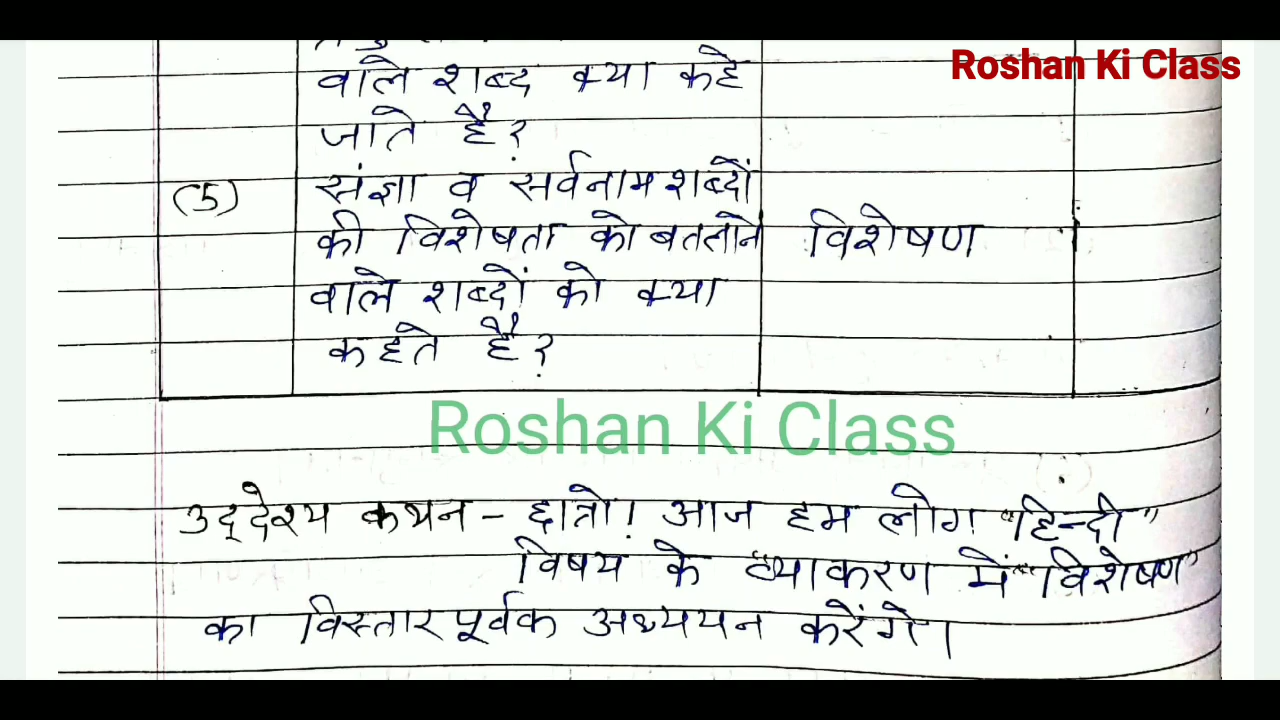 Roshan Ki Class
वाले शब्द क्या कहे
जाते है?
(5) संज्ञा व सर्वनाम शब्दों
की विशेषता को बतलाने विशेषण
वाले शब्दों को क्या
कहते है?
Roshan Ki Class
उद्देश्य कथन - छात्रो! आज हम लोग "हिन्दी"
विषय के व्याकरण में "विशेषण"
का विस्तारपूर्वक अध्ययन करेंगे।